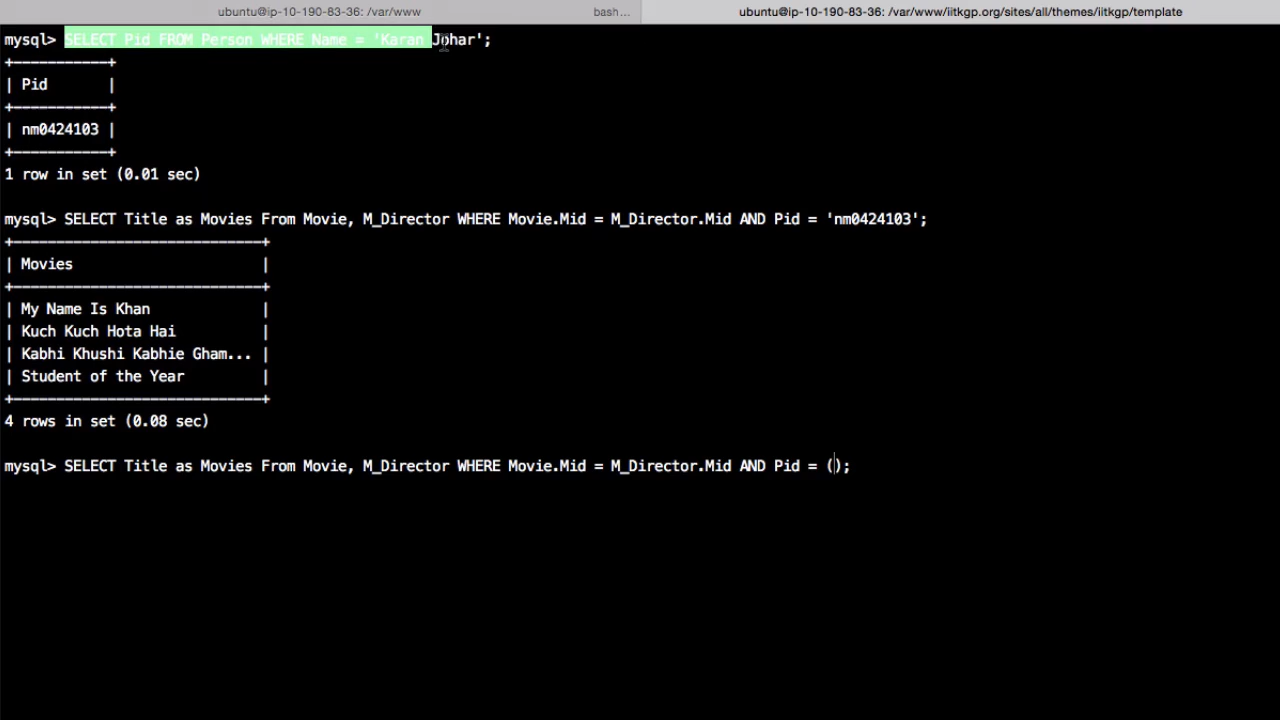 ubuntu@ip-10-190-83-36: /var/www bash... ubuntu@ip-10-190-83-36: /var/www/iitkgp.org/sites/all/themes/iitkgp/template
mysql> SELECT Pid FROM Person WHERE Name = 'Karan Johar';
+-----------+
| Pid       |
+-----------+
| nm0424103 |
+-----------+
1 row in set (0.01 sec)
mysql> SELECT Title as Movies From Movie, M_Director WHERE Movie.Mid = M_Director.Mid AND Pid = 'nm0424103';
+-----------------------------+
| Movies                      |
+-----------------------------+
| My Name Is Khan             |
| Kuch Kuch Hota Hai          |
| Kabhi Khushi Kabhie Gham... |
| Student of the Year         |
+-----------------------------+
4 rows in set (0.08 sec)
mysql> SELECT Title as Movies From Movie, M_Director WHERE Movie.Mid = M_Director.Mid AND Pid = ();